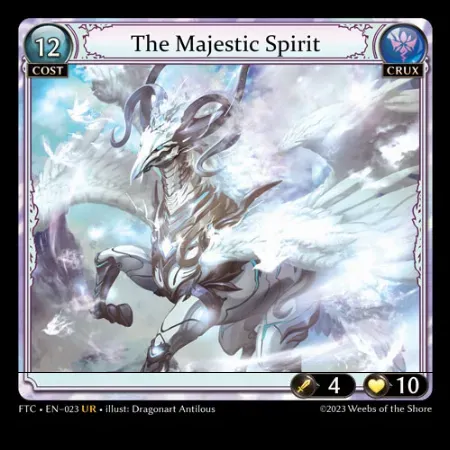 12
The Majestic Spirit
COST
CRUX
4
10
FTC • EN-023 UR • illust: Dragonart Antilous
©2023 Weebs of the Shore